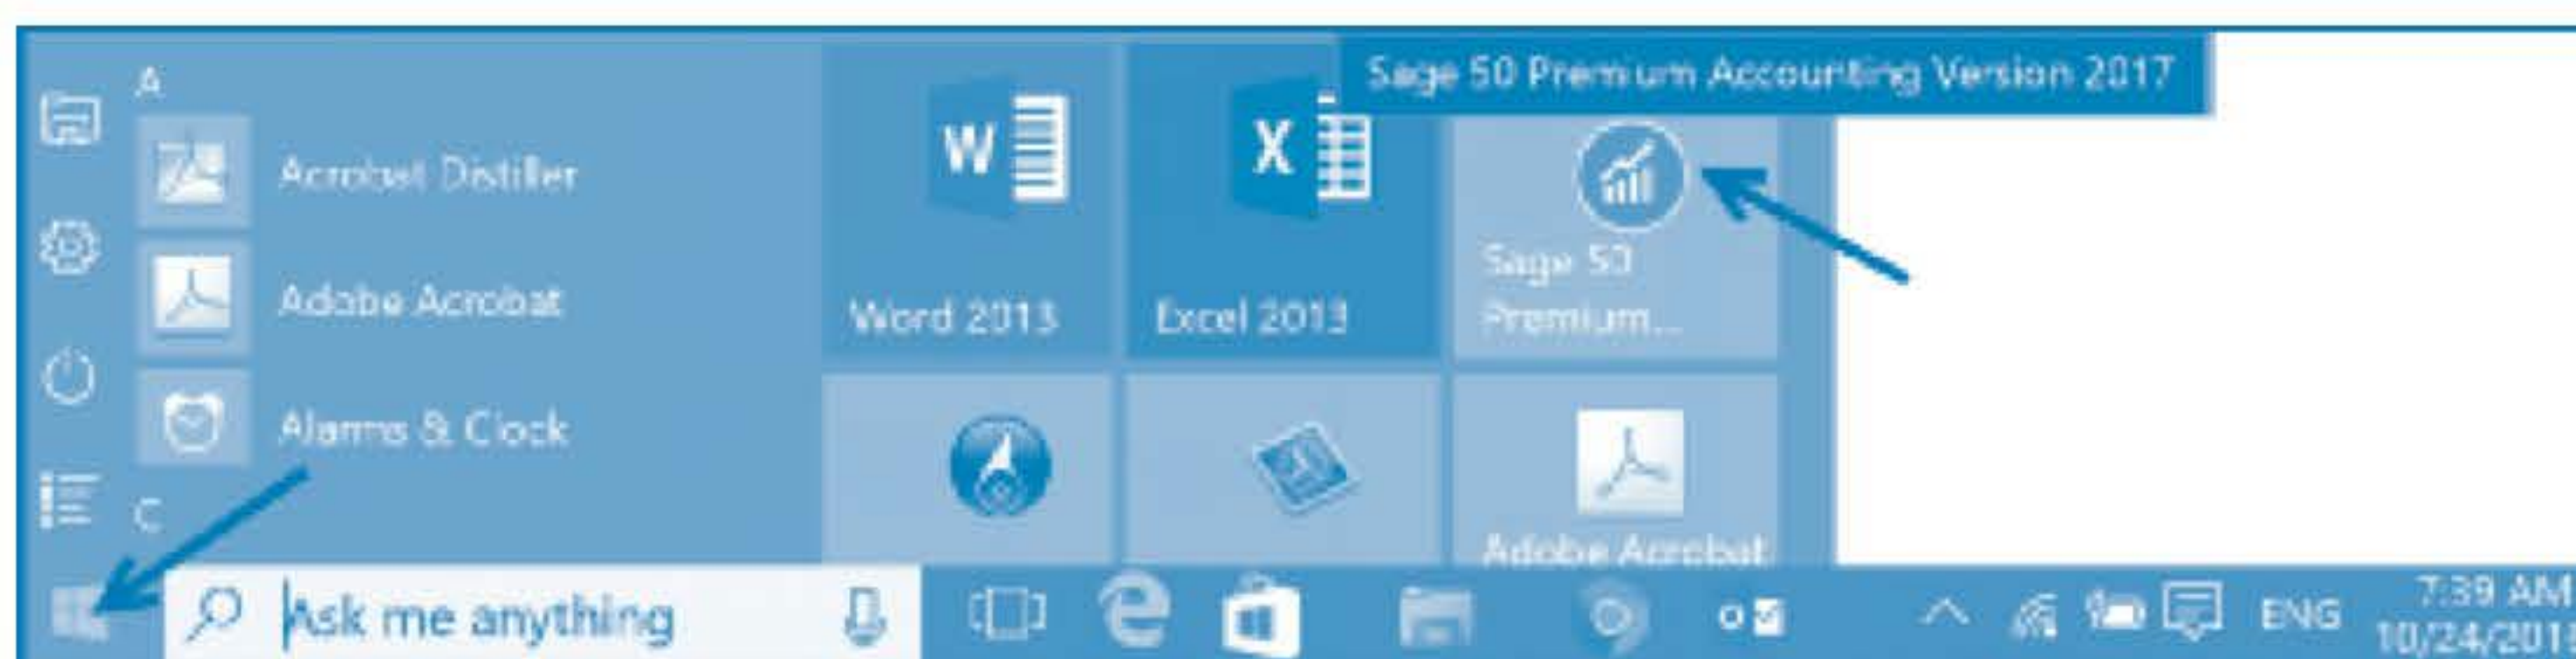 Sage 50 Premium Accounting Version 2017
A
Acrobat Distiller
Adobe Acrobat
Alarms & Clock
C
W
Word 2013
X
Excel 2013
Sage 50
Premium...
Adobe Acrobat
Ask me anything
ENG
7:39 AM